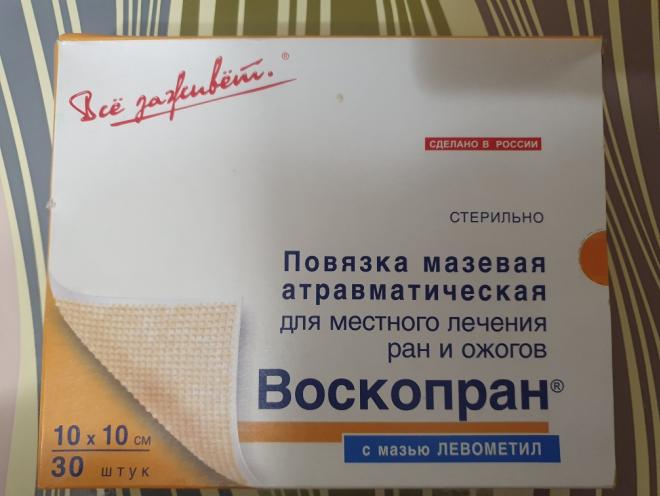 Всё заживёт.®
СДЕЛАНО В РОССИИ
СТЕРИЛЬНО
Повязка мазевая
атравматическая
для местного лечения
ран и ожогов
Воскопран®
с мазью ЛЕВОМЕТИЛ
10 х 10 см
30 штук